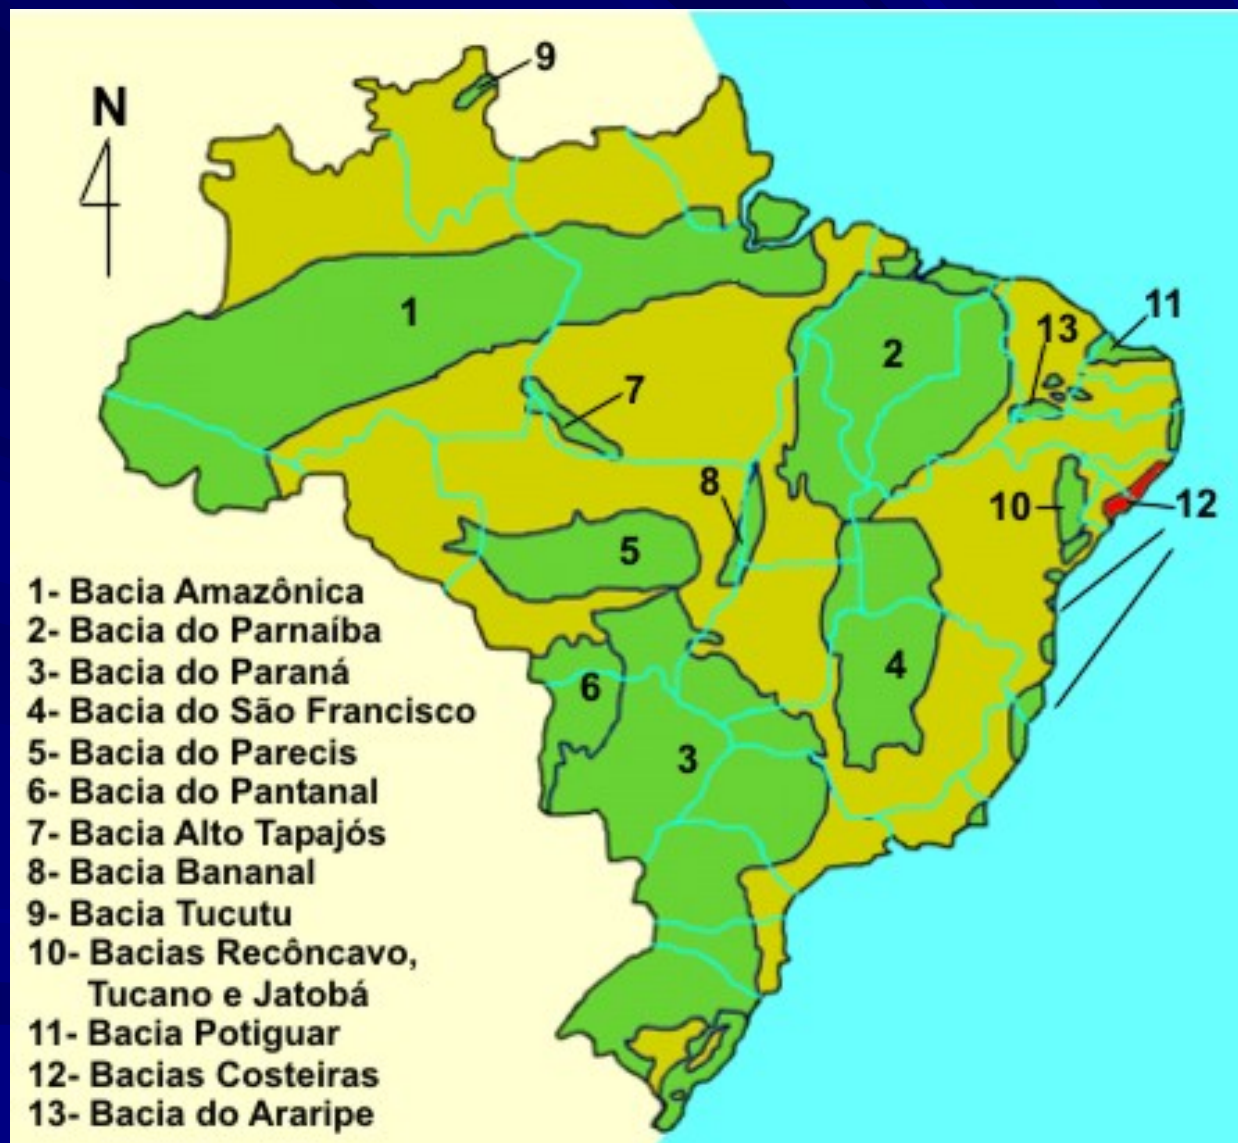 9
N
11
1
13
2
7
8
10
12
5
4
6
3
1- Bacia Amazônica
2- Bacia do Parnaíba
3- Bacia do Paraná
4- Bacia do São Francisco
5- Bacia do Parecis
6- Bacia do Pantanal
7- Bacia Alto Tapajós
8- Bacia Bananal
9- Bacia Tucutu
10- Bacias Recôncavo,
Tucano e Jatobá
11- Bacia Potiguar
12- Bacias Costeiras
13- Bacia do Araripe